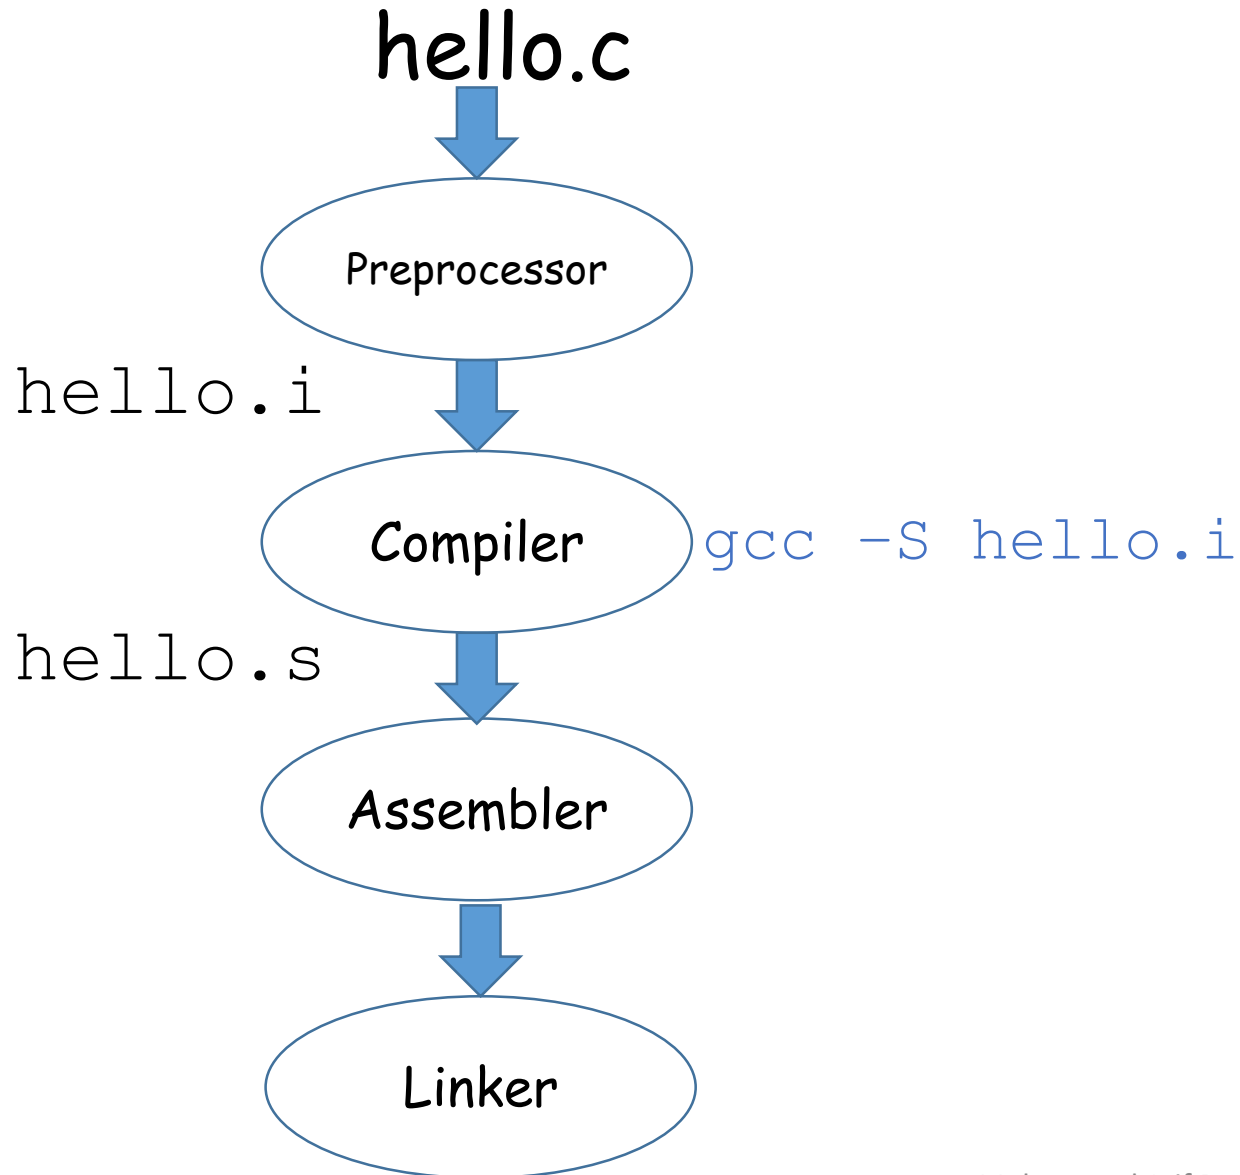 hello.c
Preprocessor
hello.i
Compiler
gcc -S hello.i
hello.s
Assembler
Linker